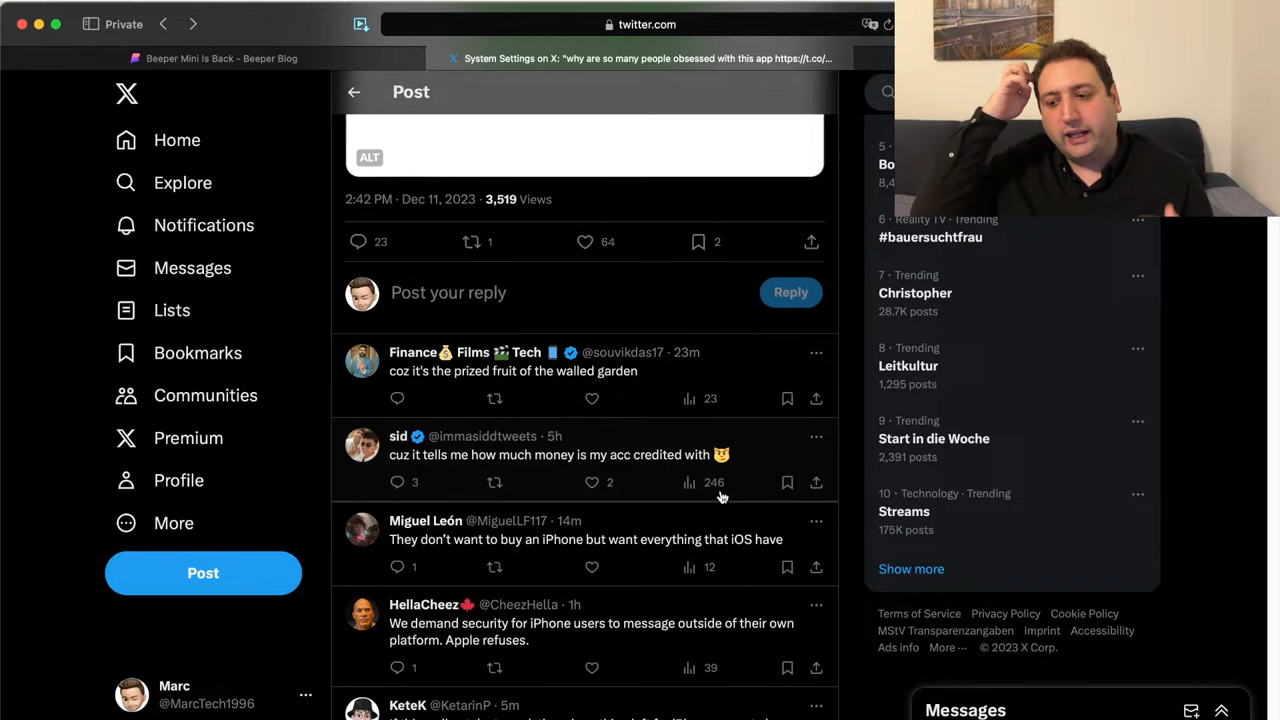 Private
twitter.com
Beeper Mini Is Back - Beeper Blog
System Settings on X: "why are so many people obsessed with this app https://t.co/...
Home
Explore
Notifications
Messages
Lists
Bookmarks
Communities
Premium
Profile
More
Post
Marc
@MarcTech1996
Post
ALT
2:42 PM · Dec 11, 2023 · 3,519 Views
23 1 64 2
Post your reply
Reply
Finance💰 Films 🎬 Tech 📱 @souvikdas17 · 23m
coz it's the prized fruit of the walled garden
23
sid @immasiddtweets · 5h
cuz it tells me how much money is my acc credited with 😼
3 2 246
Miguel León @MiguelLF117 · 14m
They don't want to buy an iPhone but want everything that iOS have
1 12
HellaCheez🍁 @CheezHella · 1h
We demand security for iPhone users to message outside of their own
platform. Apple refuses.
1 39
KeteK @KetarinP · 5m
5 ·
Bo
8,4
6 · Reality TV · Trending
#bauersuchtfrau
7 · Trending
Christopher
28.7K posts
8 · Trending
Leitkultur
1,295 posts
9 · Trending
Start in die Woche
2,391 posts
10 · Technology · Trending
Streams
175K posts
Show more
Terms of Service Privacy Policy Cookie Policy
MStV Transparenzangaben Imprint Accessibility
Ads info More ··· © 2023 X Corp.
Messages